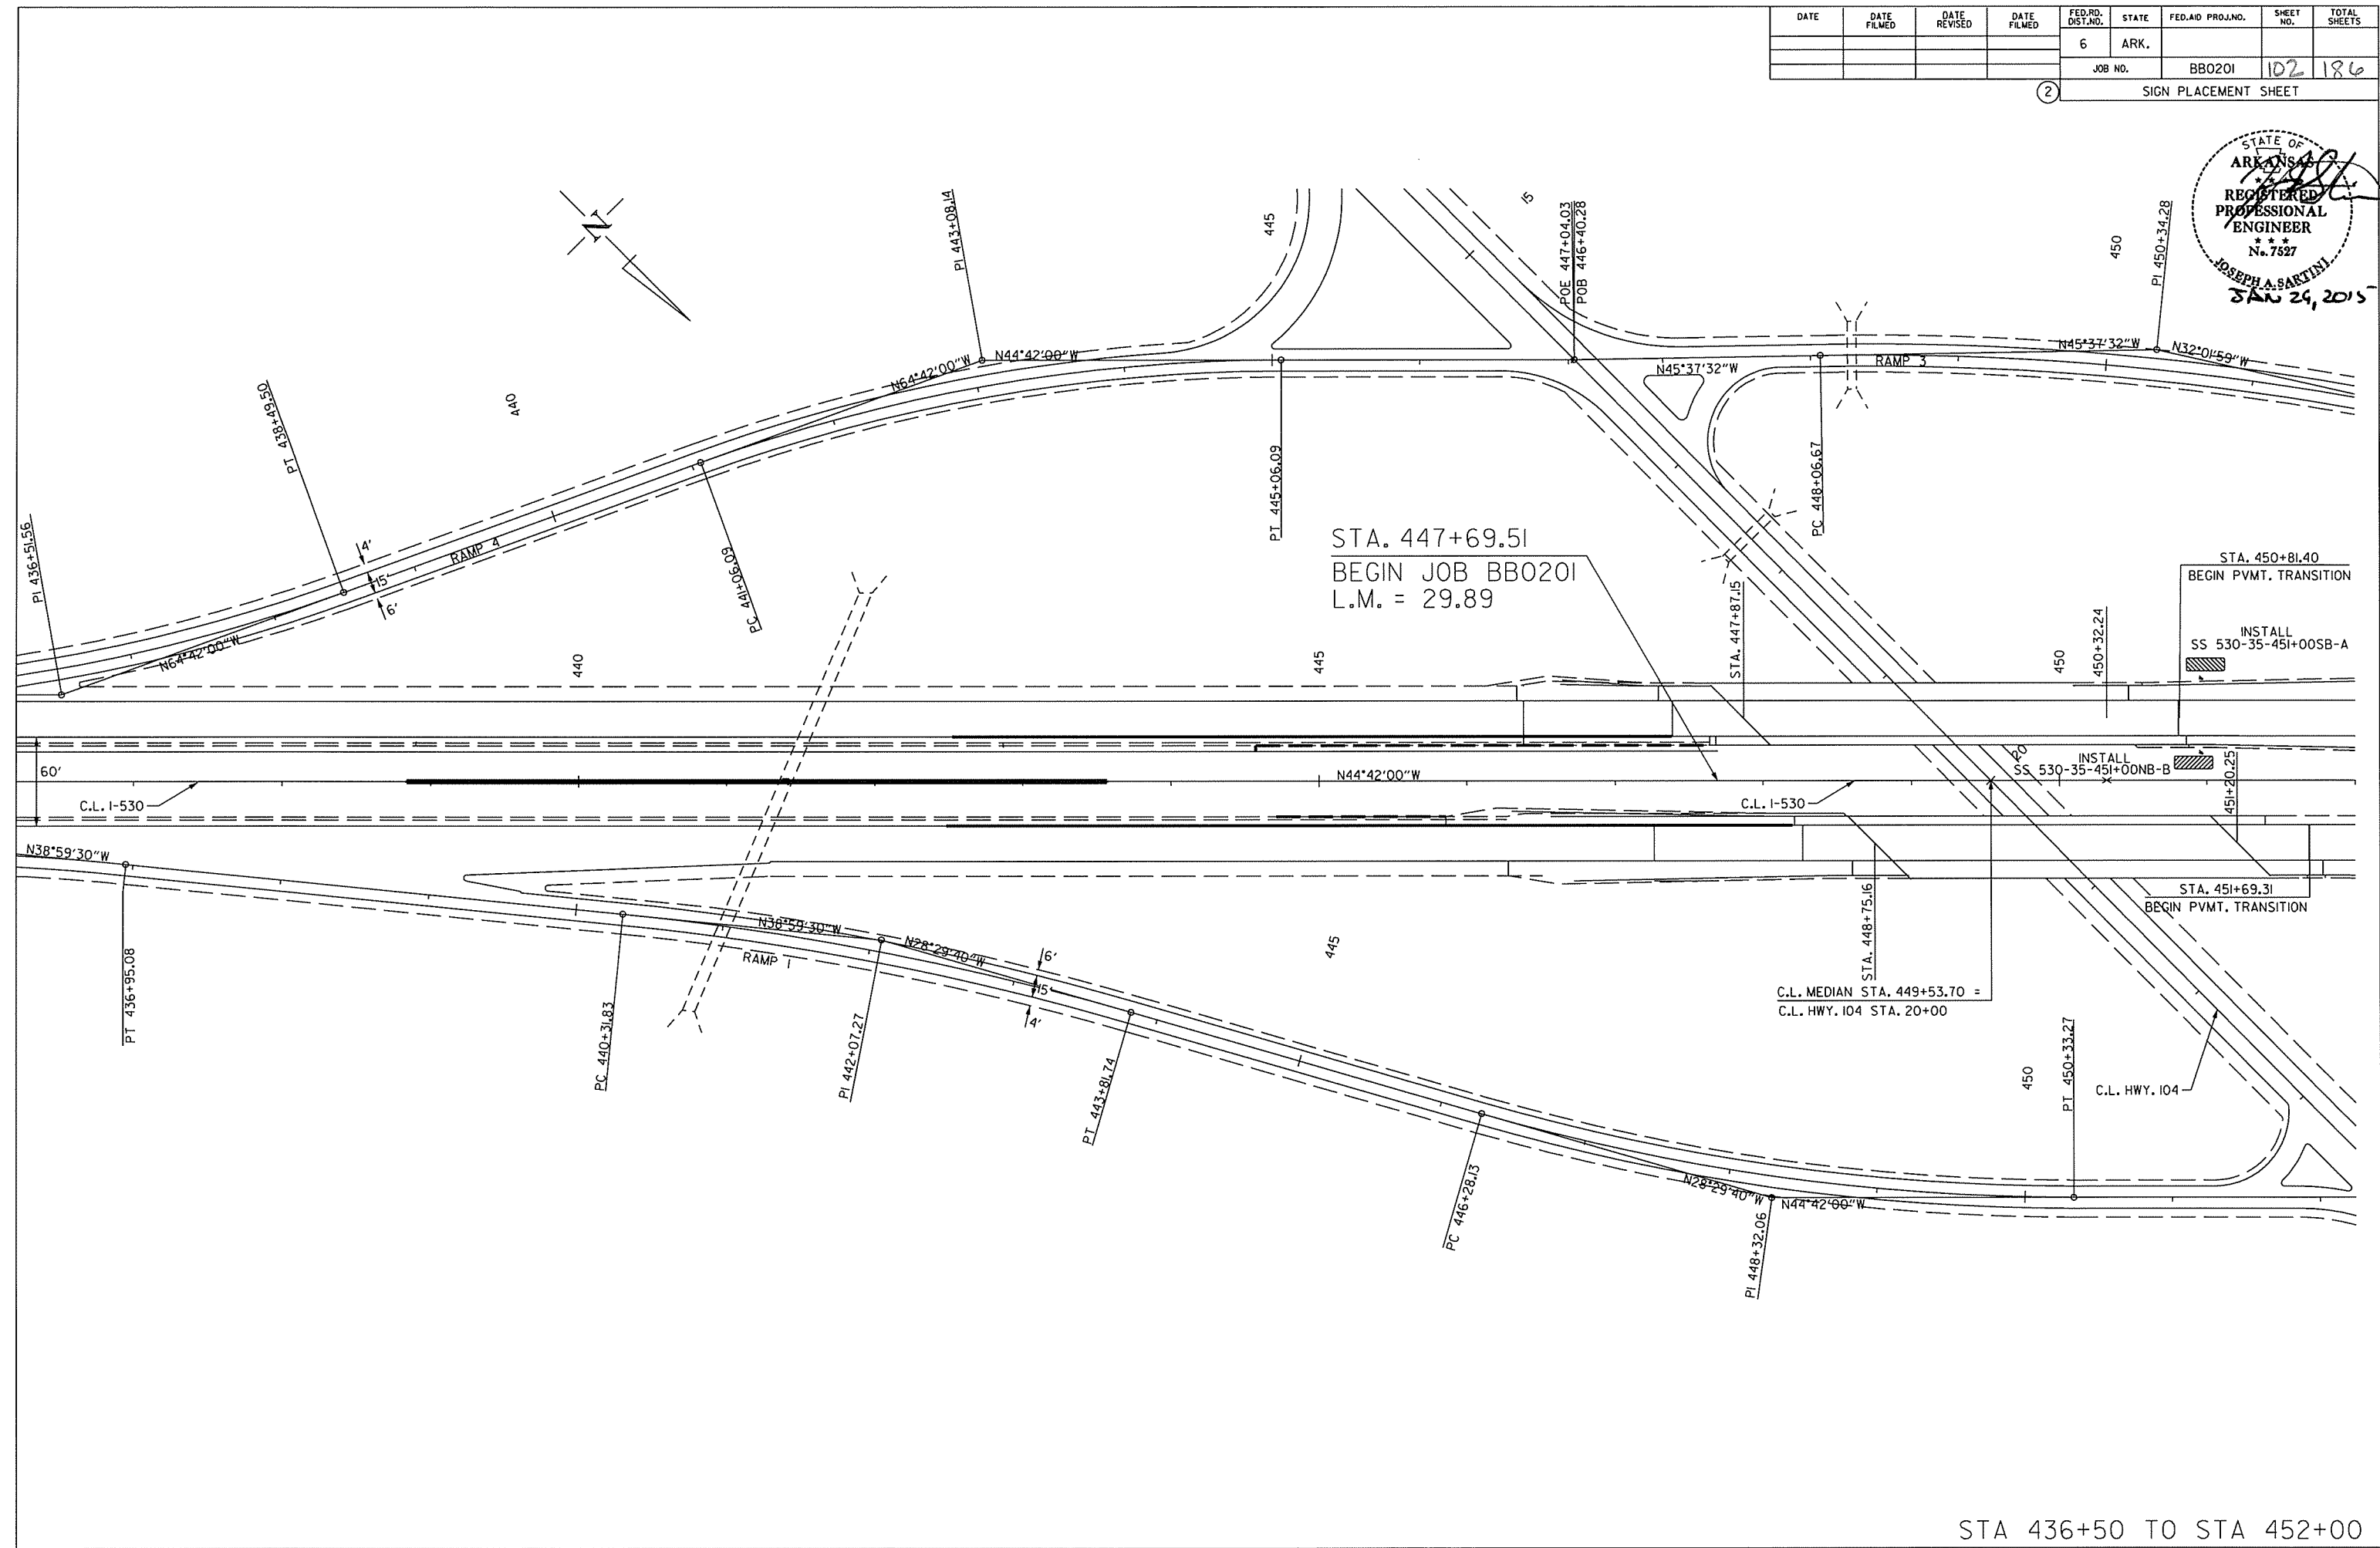 DATE
DATE FILMED
DATE REVISED
DATE FILMED
FED.RD. DIST.NO.
STATE
FED.AID PROJ.NO.
SHEET NO.
TOTAL SHEETS
6
ARK.
JOB NO.
BB0201
102
186
2
SIGN PLACEMENT SHEET
STATE OF
ARKANSAS
★ ★ ★
REGISTERED
PROFESSIONAL
ENGINEER
★ ★ ★
No. 7527
JOSEPH A. SARTINI
JAN 29, 2015
N
PI 443+08.14
445
15
POE 447+04.03
POB 446+40.28
450
PI 450+34.28
N64°42'00"W
N44°42'00"W
N45°37'32"W
RAMP 3
N45°37'32"W
N32°01'59"W
PT 438+49.50
440
PI 436+51.56
4'
15'
6'
RAMP 4
N64°42'00"W
PC 441+06.09
PT 445+06.09
PC 448+06.67
STA. 447+69.51
BEGIN JOB BB0201
L.M. = 29.89
STA. 447+87.15
STA. 450+81.40
BEGIN PVMT. TRANSITION
450+32.24
INSTALL
SS 530-35-451+00SB-A
440
445
450
60'
C.L. I-530
N44°42'00"W
C.L. I-530
20
INSTALL
SS 530-35-451+00NB-B
451+20.25
N38°59'30"W
PT 436+95.08
PC 440+31.83
N38°59'30"W
RAMP 1
PI 442+07.27
N28°29'40"W
6'
15'
4'
PT 443+81.74
445
STA. 448+75.16
STA. 451+69.31
BEGIN PVMT. TRANSITION
C.L. MEDIAN STA. 449+53.70 =
C.L. HWY. 104 STA. 20+00
PC 446+28.13
N28°29'40"W
N44°42'00"W
PI 448+32.06
450
PT 450+33.27
C.L. HWY. 104
STA 436+50 TO STA 452+00